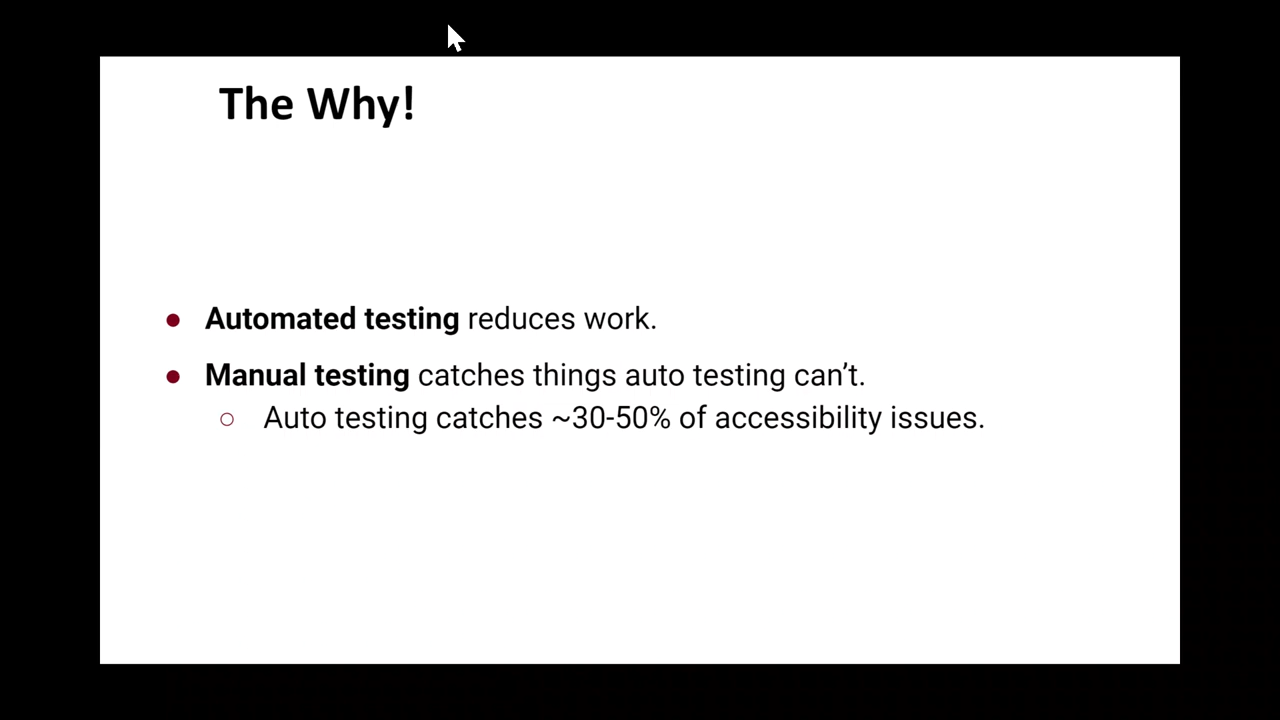 The Why!
● Automated testing reduces work.
● Manual testing catches things auto testing can’t.
○ Auto testing catches ~30-50% of accessibility issues.